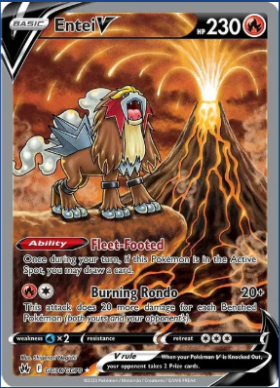 BASIC
Entei V
HP 230
Ability Fleet-Footed
Once during your turn, if this Pokémon is in the Active
Spot, you may draw a card.
Burning Rondo 20+
This attack does 20 more damage for each Benched
Pokémon (both yours and your opponent's).
weakness ×2 resistance retreat
V rule
When your Pokémon V is Knocked Out,
your opponent takes 2 Prize cards.